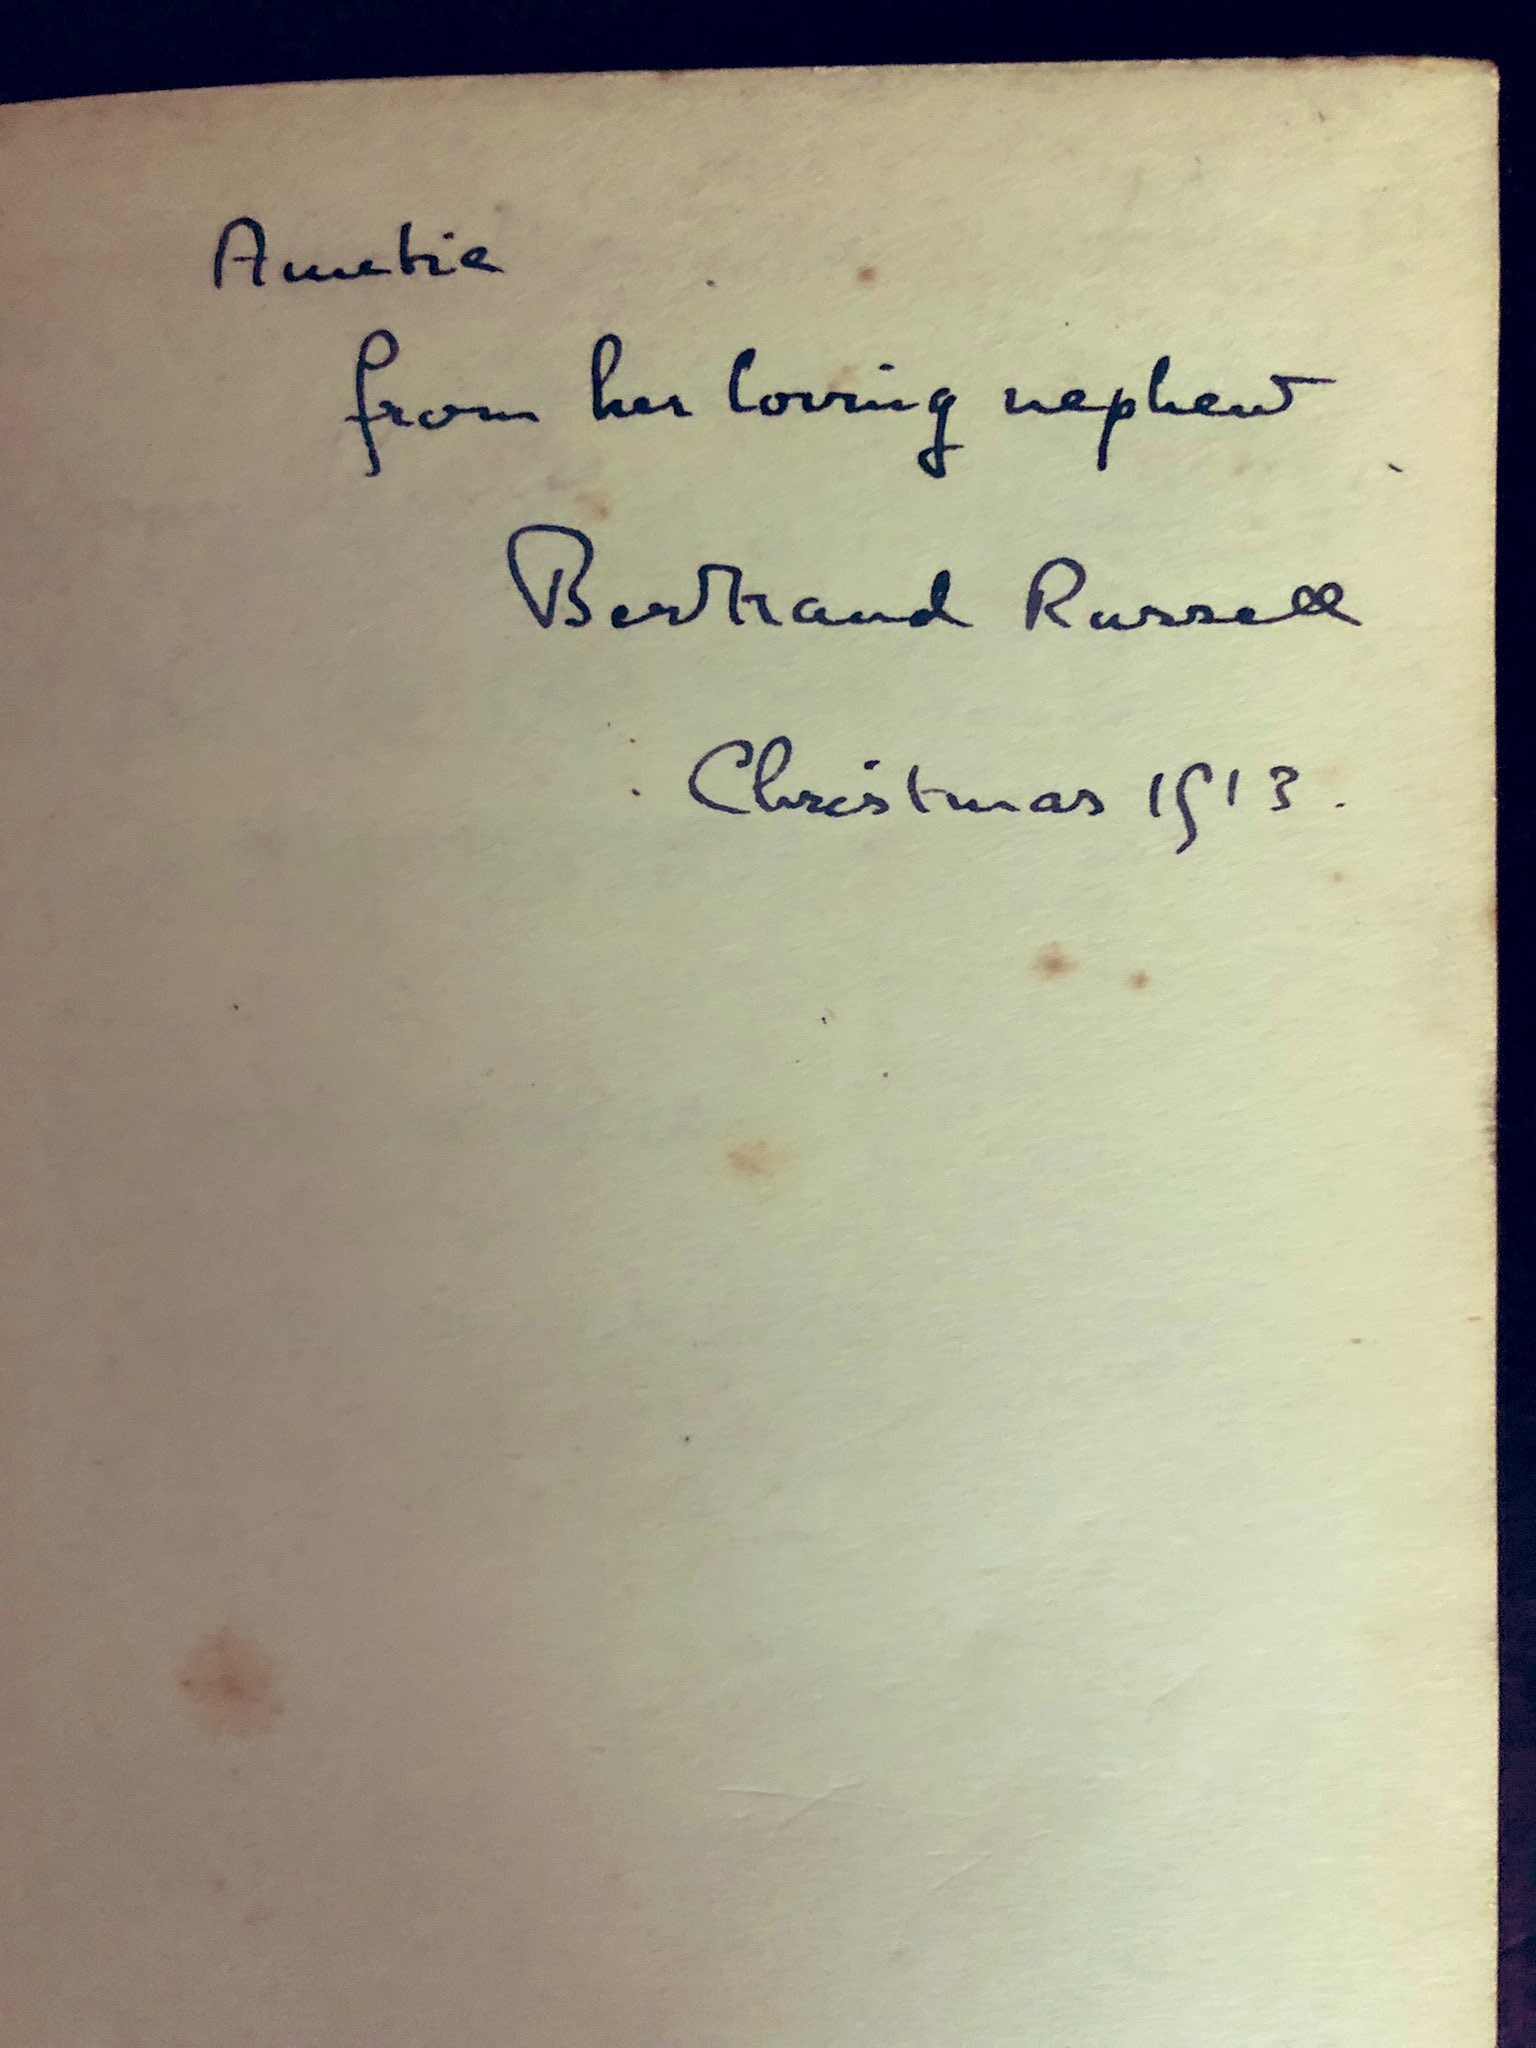 Auntie
from her loving nephew
Bertrand Russell
Christmas 1913.